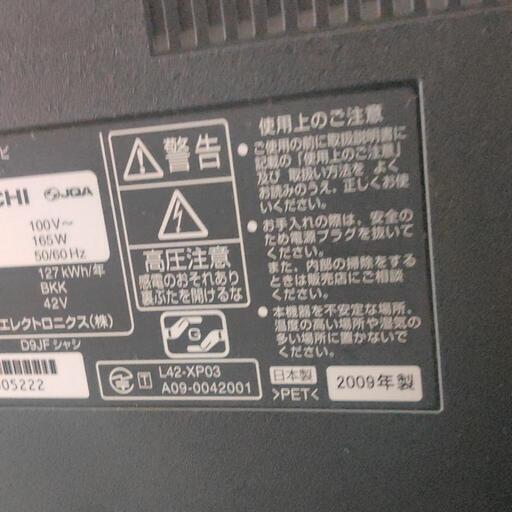 ビ
CHI JQA
100V～
165W
50/60 Hz
127 kWh/年
BKK
42V
エレクトロニクス(株)
D9JF シャシ
05222
警告
高圧注意
感電のおそれあり
裏ぶたを開けるな
G
L42-XP03
A09-0042001
使用上のご注意
●ご使用の前に取扱説明書に
記載の「使用上のご注意」
及び取扱い方法を よく
お読みのうえ、正しくお使
いください。
●お手入れの際は、安全の
ため電源プラグを抜いて
ください。
また、内部の掃除をする
ときは販売店にご相談
ください。
●本機器を不安定な場所、
温度の高い場所や湿気の
多い場所に置かないで
ください。
日本製
>PET<
2009年製